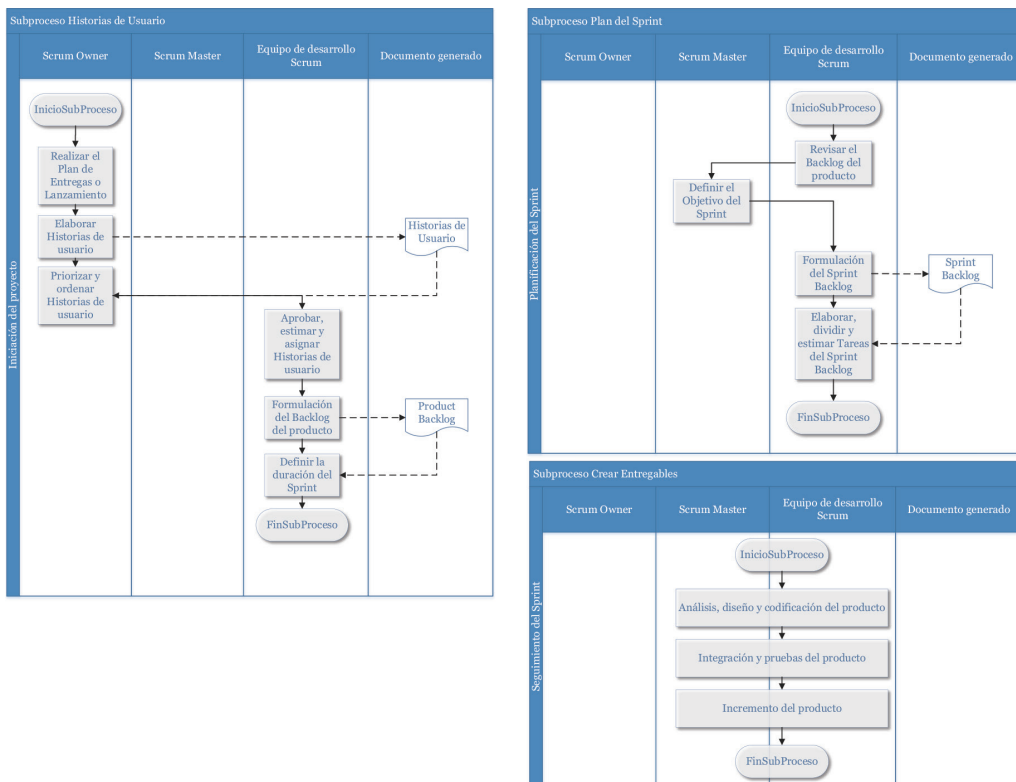 Subproceso Historias de Usuario
Scrum Owner
Scrum Master
Equipo de desarrollo
Scrum
Documento generado
Iniciación del proyecto
InicioSubProceso
Realizar el
Plan de
Entregas o
Lanzamiento
Elaborar
Historias de
usuario
Historias de
Usuario
Priorizar y
ordenar
Historias de
usuario
Aprobar,
estimar y
asignar
Historias de
usuario
Formulación
del Backlog
del producto
Product
Backlog
Definir la
duración del
Sprint
FinSubProceso
Subproceso Plan del Sprint
Scrum Owner
Scrum Master
Equipo de desarrollo
Scrum
Documento generado
Planificación del Sprint
InicioSubProceso
Revisar el
Backlog del
producto
Definir el
Objetivo del
Sprint
Formulación
del Sprint
Backlog
Sprint
Backlog
Elaborar,
dividir y
estimar Tareas
del Sprint
Backlog
FinSubProceso
Subproceso Crear Entregables
Scrum Owner
Scrum Master
Equipo de desarrollo
Scrum
Documento generado
Seguimiento del Sprint
InicioSubProceso
Análisis, diseño y codificación del producto
Integración y pruebas del producto
Incremento del producto
FinSubProceso